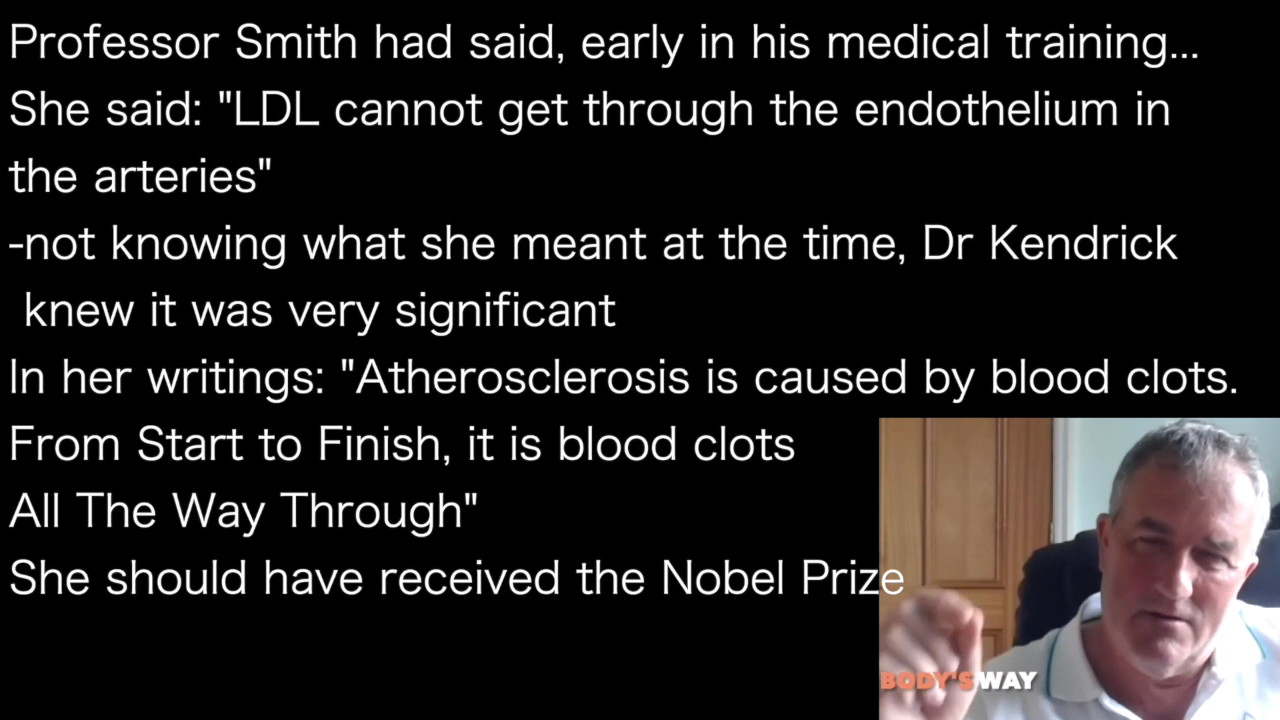 Professor Smith had said, early in his medical training...
She said: "LDL cannot get through the endothelium in
the arteries"
-not knowing what she meant at the time, Dr Kendrick
knew it was very significant
In her writings: "Atherosclerosis is caused by blood clots.
From Start to Finish, it is blood clots
All The Way Through"
She should have received the Nobel Prize
BODY'S WAY